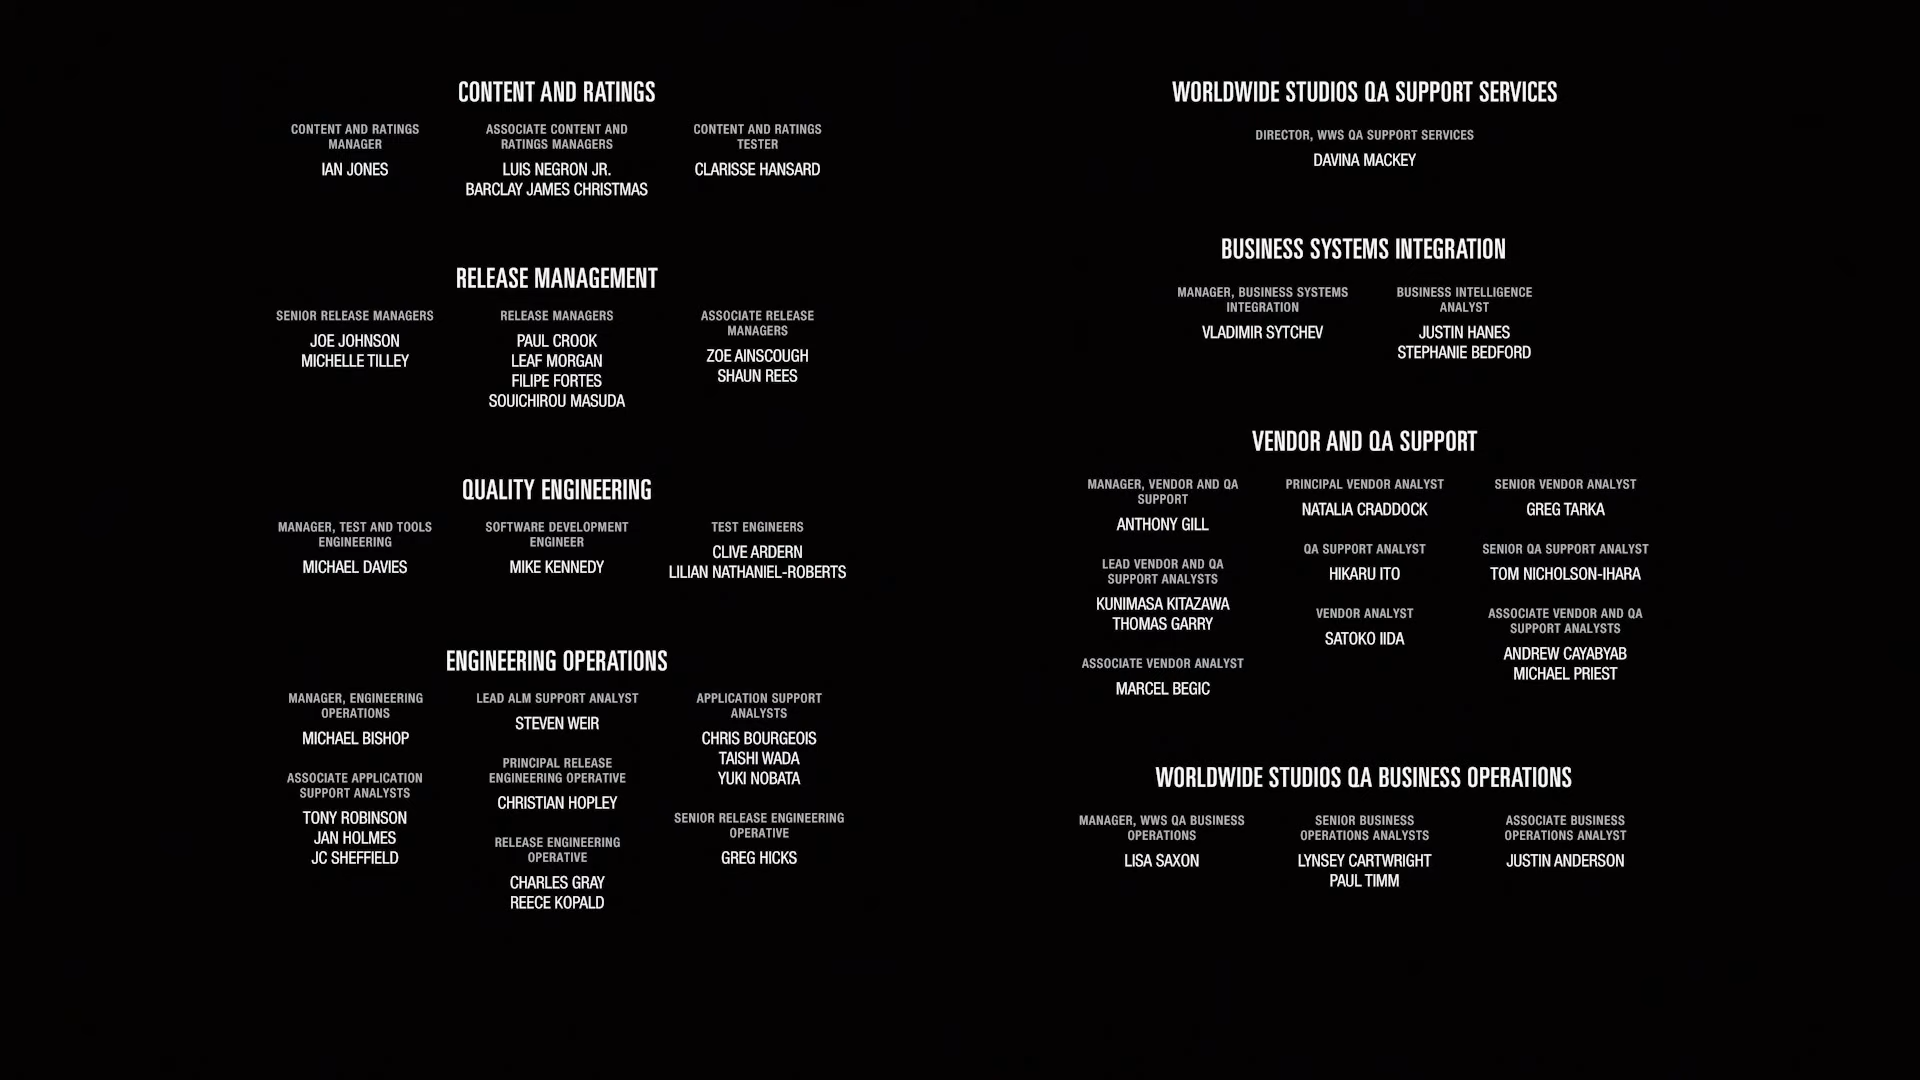 CONTENT AND RATINGS
CONTENT AND RATINGS
MANAGER
IAN JONES
ASSOCIATE CONTENT AND
RATINGS MANAGERS
LUIS NEGRON JR.
BARCLAY JAMES CHRISTMAS
CONTENT AND RATINGS
TESTER
CLARISSE HANSARD
RELEASE MANAGEMENT
SENIOR RELEASE MANAGERS
JOE JOHNSON
MICHELLE TILLEY
RELEASE MANAGERS
PAUL CROOK
LEAF MORGAN
FILIPE FORTES
SOUICHIROU MASUDA
ASSOCIATE RELEASE
MANAGERS
ZOE AINSCOUGH
SHAUN REES
QUALITY ENGINEERING
MANAGER, TEST AND TOOLS
ENGINEERING
MICHAEL DAVIES
SOFTWARE DEVELOPMENT
ENGINEER
MIKE KENNEDY
TEST ENGINEERS
CLIVE ARDERN
LILIAN NATHANIEL-ROBERTS
ENGINEERING OPERATIONS
MANAGER, ENGINEERING
OPERATIONS
MICHAEL BISHOP
ASSOCIATE APPLICATION
SUPPORT ANALYSTS
TONY ROBINSON
JAN HOLMES
JC SHEFFIELD
LEAD ALM SUPPORT ANALYST
STEVEN WEIR
PRINCIPAL RELEASE
ENGINEERING OPERATIVE
CHRISTIAN HOPLEY
RELEASE ENGINEERING
OPERATIVE
CHARLES GRAY
REECE KOPALD
APPLICATION SUPPORT
ANALYSTS
CHRIS BOURGEOIS
TAISHI WADA
YUKI NOBATA
SENIOR RELEASE ENGINEERING
OPERATIVE
GREG HICKS
WORLDWIDE STUDIOS QA SUPPORT SERVICES
DIRECTOR, WWS QA SUPPORT SERVICES
DAVINA MACKEY
BUSINESS SYSTEMS INTEGRATION
MANAGER, BUSINESS SYSTEMS
INTEGRATION
VLADIMIR SYTCHEV
BUSINESS INTELLIGENCE
ANALYST
JUSTIN HANES
STEPHANIE BEDFORD
VENDOR AND QA SUPPORT
MANAGER, VENDOR AND QA
SUPPORT
ANTHONY GILL
LEAD VENDOR AND QA
SUPPORT ANALYSTS
KUNIMASA KITAZAWA
THOMAS GARRY
ASSOCIATE VENDOR ANALYST
MARCEL BEGIC
PRINCIPAL VENDOR ANALYST
NATALIA CRADDOCK
QA SUPPORT ANALYST
HIKARU ITO
VENDOR ANALYST
SATOKO IIDA
SENIOR VENDOR ANALYST
GREG TARKA
SENIOR QA SUPPORT ANALYST
TOM NICHOLSON-IHARA
ASSOCIATE VENDOR AND QA
SUPPORT ANALYSTS
ANDREW CAYABYAB
MICHAEL PRIEST
WORLDWIDE STUDIOS QA BUSINESS OPERATIONS
MANAGER, WWS QA BUSINESS
OPERATIONS
LISA SAXON
SENIOR BUSINESS
OPERATIONS ANALYSTS
LYNSEY CARTWRIGHT
PAUL TIMM
ASSOCIATE BUSINESS
OPERATIONS ANALYST
JUSTIN ANDERSON